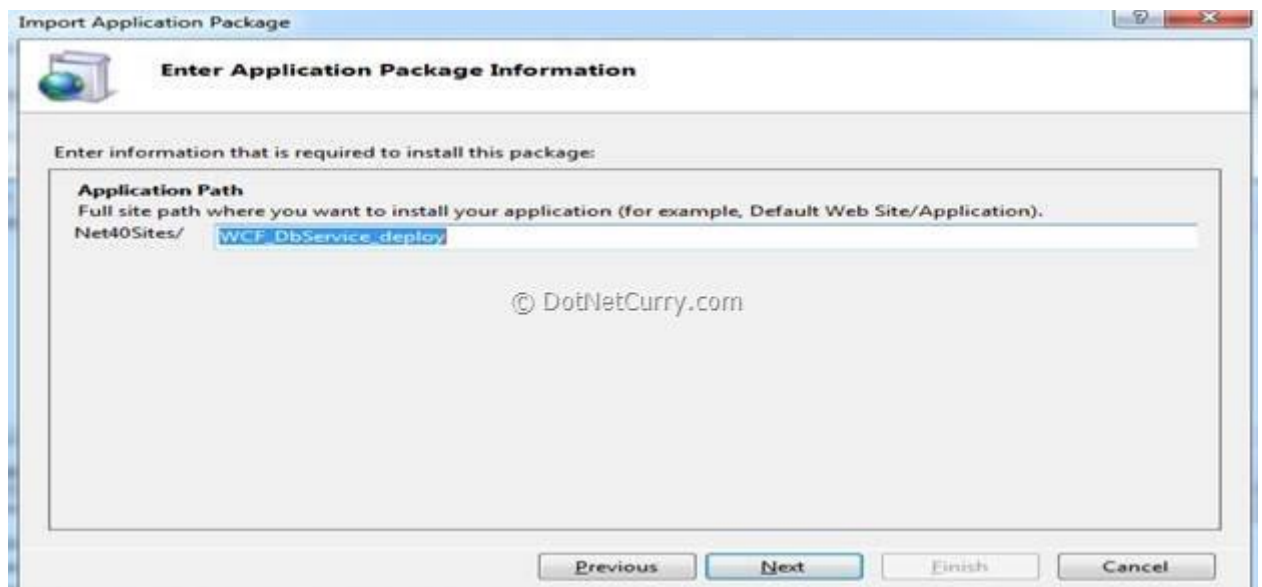 Import Application Package
Enter Application Package Information
Enter information that is required to install this package:
Application Path
Full site path where you want to install your application (for example, Default Web Site/Application).
Net40Sites/ WCF_DbService_deploy
© DotNetCurry.com
Previous Next Finish Cancel